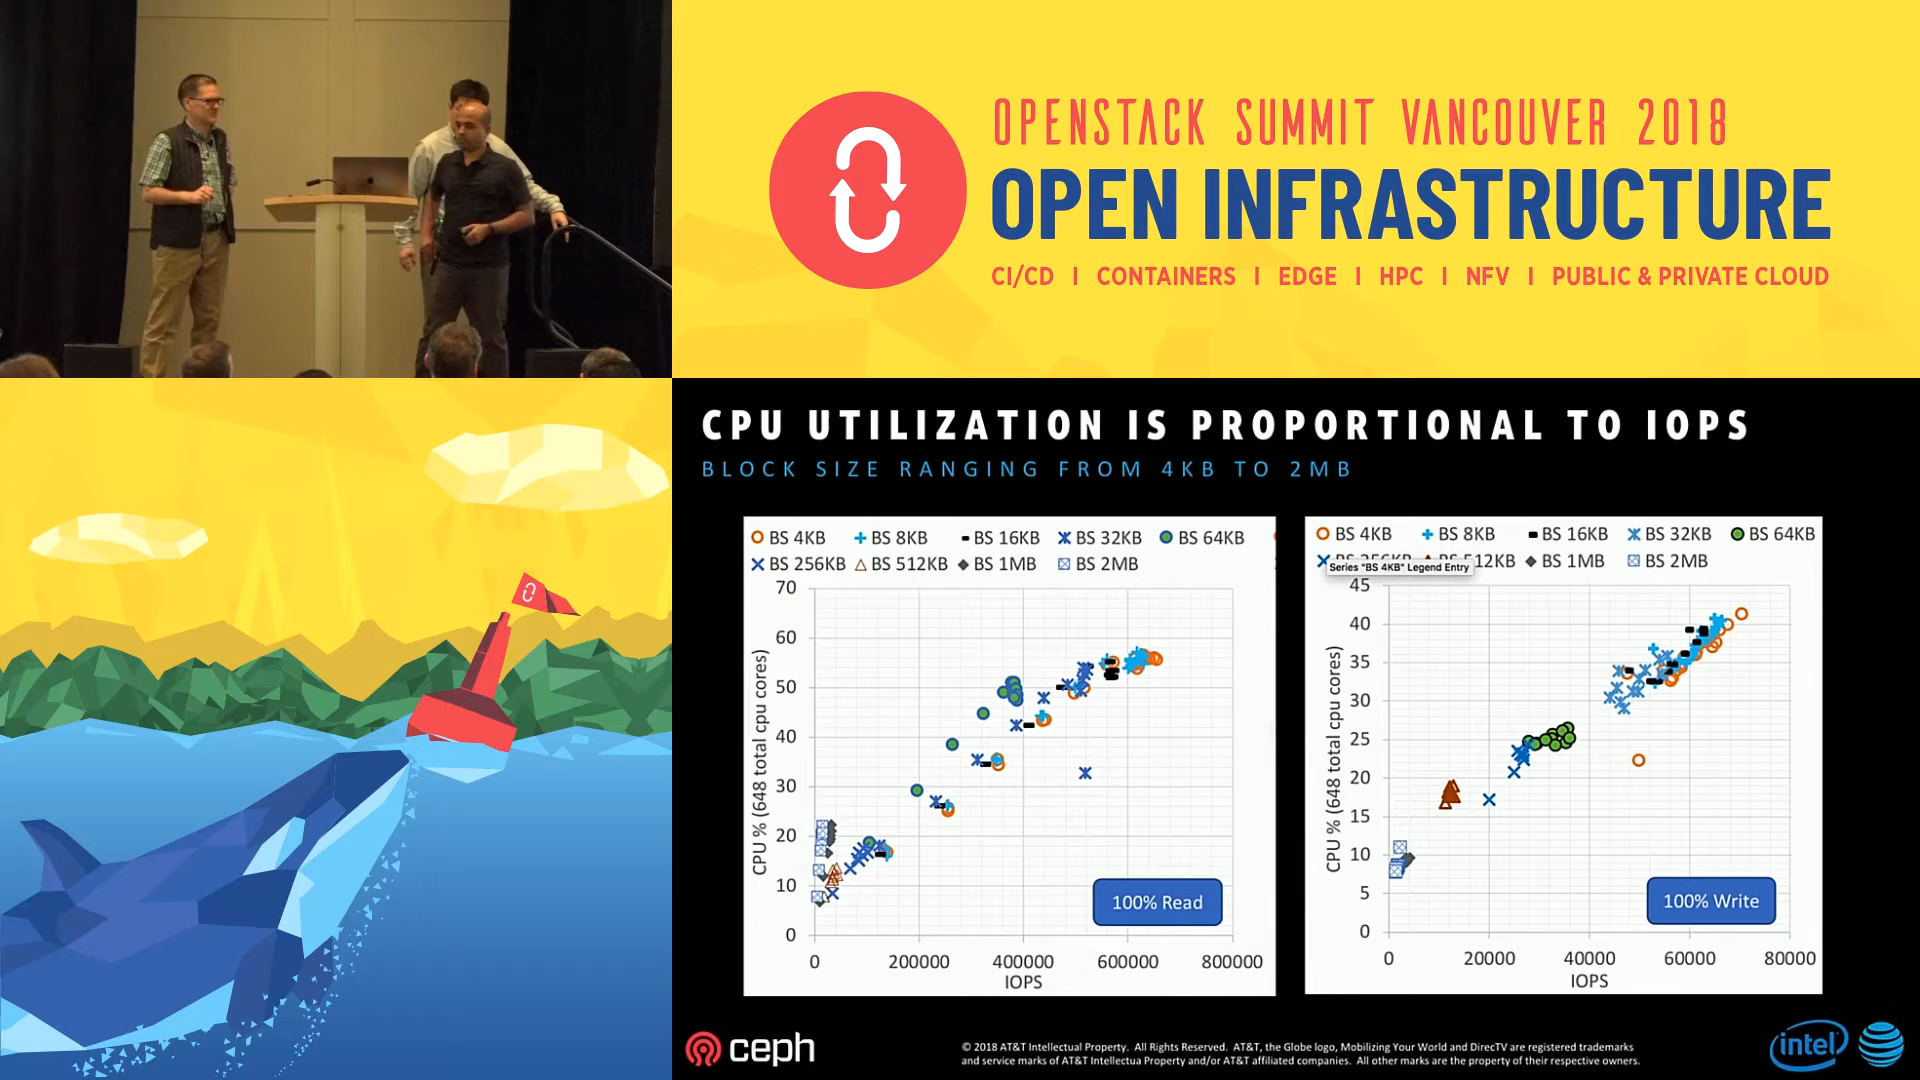 OPENSTACK SUMMIT VANCOUVER 2018
OPEN INFRASTRUCTURE
CI/CD I CONTAINERS I EDGE I HPC I NFV I PUBLIC & PRIVATE CLOUD
CPU UTILIZATION IS PROPORTIONAL TO IOPS
BLOCK SIZE RANGING FROM 4KB TO 2MB
BS 4KB BS 8KB BS 16KB BS 32KB BS 64KB
BS 256KB BS 512KB BS 1MB BS 2MB
70
60
50
40
30
20
10
0
CPU % (648 total cpu cores)
0 200000 400000 600000 800000
IOPS
100% Read
BS 4KB BS 8KB BS 16KB BS 32KB BS 64KB
512KB BS 1MB BS 2MB
Series "BS 4KB" Legend Entry
45
40
35
30
25
20
15
10
5
0
CPU % (648 total cpu cores)
0 20000 40000 60000 80000
IOPS
100% Write
ceph
© 2018 AT&T Intellectual Property. All Rights Reserved. AT&T, the Globe logo, Mobilizing Your World and DirecTV are registered trademarks
and service marks of AT&T Intellectua Property and/or AT&T affiliated companies. All other marks are the property of their respective owners.
intel